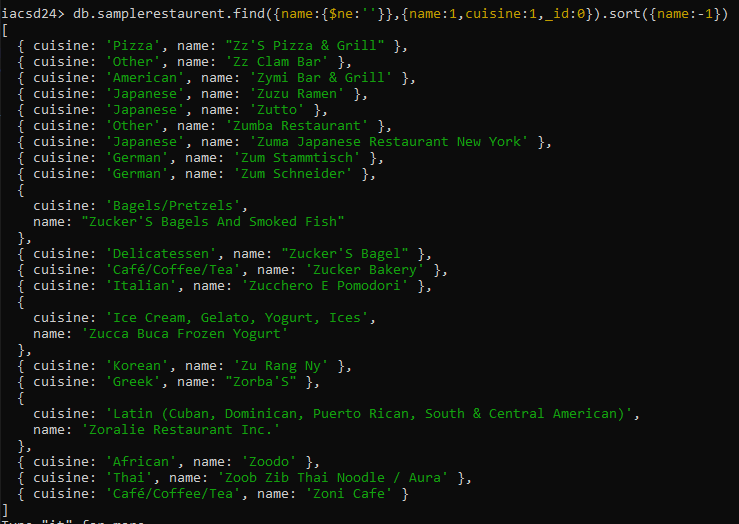 iacsd24> db.samplerestaurent.find({name:{$ne:''}},{name:1,cuisine:1,_id:0}).sort({name:-1})
[
  { cuisine: 'Pizza', name: "Zz'S Pizza & Grill" },
  { cuisine: 'Other', name: 'Zz Clam Bar' },
  { cuisine: 'American', name: 'Zymi Bar & Grill' },
  { cuisine: 'Japanese', name: 'Zuzu Ramen' },
  { cuisine: 'Japanese', name: 'Zutto' },
  { cuisine: 'Other', name: 'Zumba Restaurant' },
  { cuisine: 'Japanese', name: 'Zuma Japanese Restaurant New York' },
  { cuisine: 'German', name: 'Zum Stammtisch' },
  { cuisine: 'German', name: 'Zum Schneider' },
  {
    cuisine: 'Bagels/Pretzels',
    name: "Zucker'S Bagels And Smoked Fish"
  },
  { cuisine: 'Delicatessen', name: "Zucker'S Bagel" },
  { cuisine: 'Café/Coffee/Tea', name: 'Zucker Bakery' },
  { cuisine: 'Italian', name: 'Zucchero E Pomodori' },
  {
    cuisine: 'Ice Cream, Gelato, Yogurt, Ices',
    name: 'Zucca Buca Frozen Yogurt'
  },
  { cuisine: 'Korean', name: 'Zu Rang Ny' },
  { cuisine: 'Greek', name: "Zorba'S" },
  {
    cuisine: 'Latin (Cuban, Dominican, Puerto Rican, South & Central American)',
    name: 'Zoralie Restaurant Inc.'
  },
  { cuisine: 'African', name: 'Zoodo' },
  { cuisine: 'Thai', name: 'Zoob Zib Thai Noodle / Aura' },
  { cuisine: 'Café/Coffee/Tea', name: 'Zoni Cafe' }
]
Type "it" for more